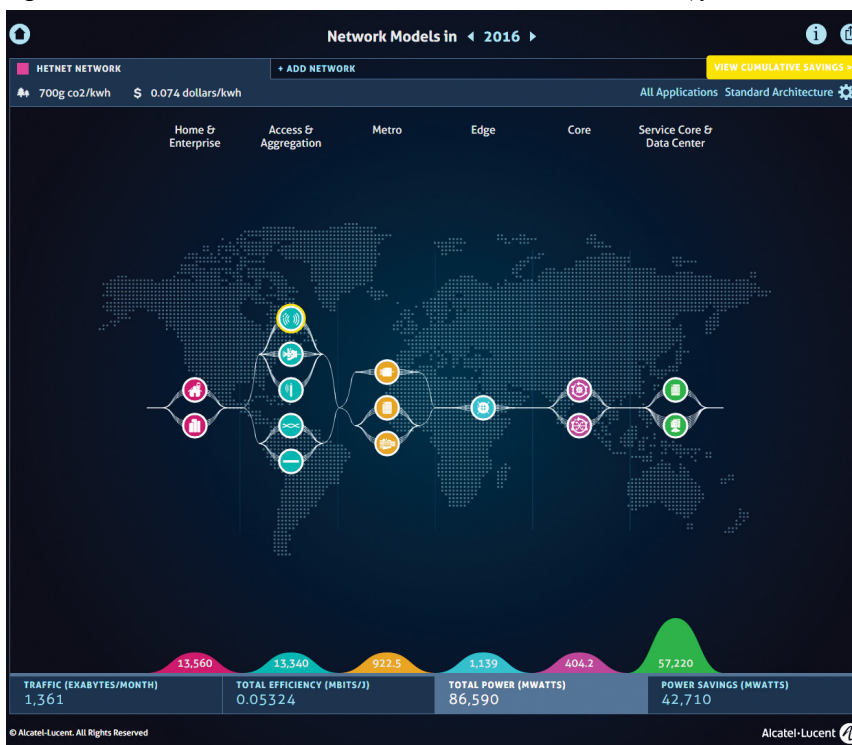 Network Models in 2016
i
HETNET NETWORK
+ ADD NETWORK
VIEW CUMULATIVE SAVINGS
700g co2/kwh
$ 0.074 dollars/kwh
All Applications Standard Architecture
Home &
Enterprise
Access &
Aggregation
Metro
Edge
Core
Service Core &
Data Center
13,560
13,340
922.5
1,139
404.2
57,220
TRAFFIC (EXABYTES/MONTH)
1,361
TOTAL EFFICIENCY (MBITS/J)
0.05324
TOTAL POWER (MWATTS)
86,590
POWER SAVINGS (MWATTS)
42,710
© Alcatel-Lucent. All Rights Reserved
Alcatel·Lucent